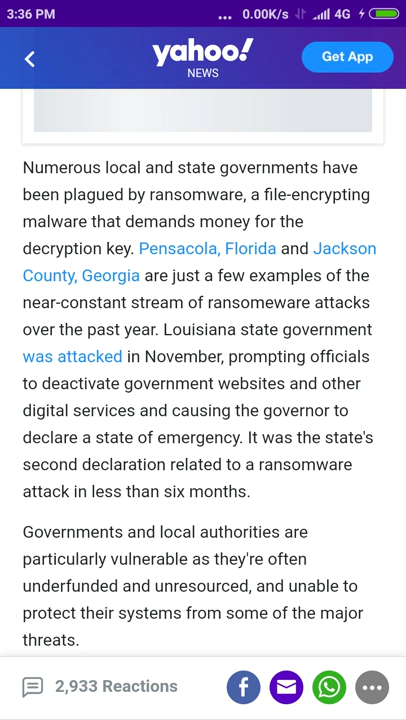 3:36 PM ... 0.00K/s 4G
yahoo!
NEWS
Get App
Numerous local and state governments have
been plagued by ransomware, a file-encrypting
malware that demands money for the
decryption key. Pensacola, Florida and Jackson
County, Georgia are just a few examples of the
near-constant stream of ransomeware attacks
over the past year. Louisiana state government
was attacked in November, prompting officials
to deactivate government websites and other
digital services and causing the governor to
declare a state of emergency. It was the state's
second declaration related to a ransomware
attack in less than six months.
Governments and local authorities are
particularly vulnerable as they're often
underfunded and unresourced, and unable to
protect their systems from some of the major
threats.
2,933 Reactions